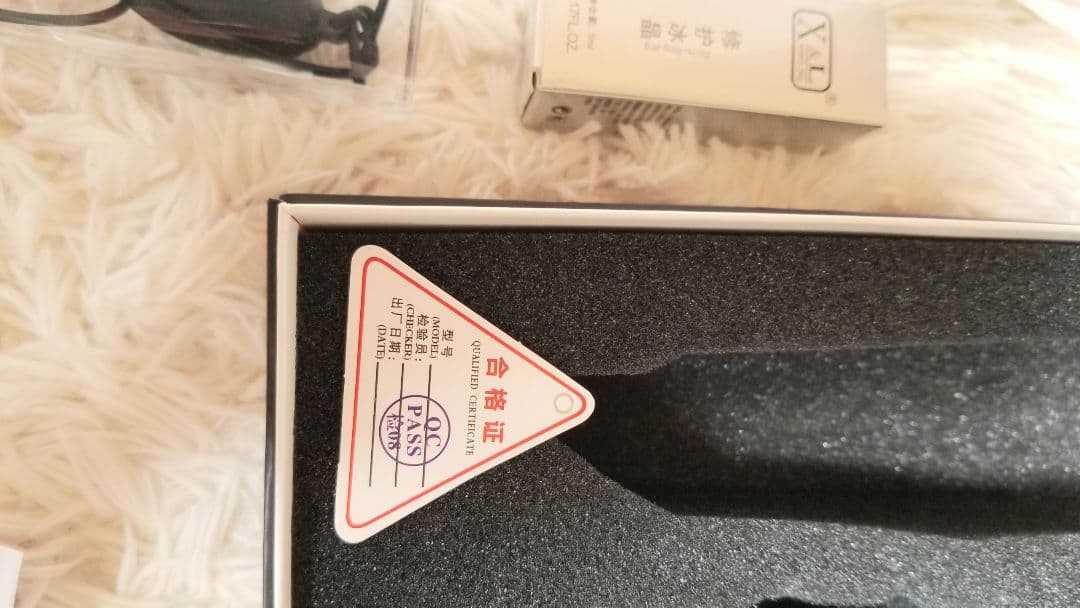 合格证
QUALIFIED CERTIFICATE
型号
(MODEL)
检验员:
(CHECKER)
出厂日期:
(DATE)
QC
PASS
检08
X&L
®
修护冰晶